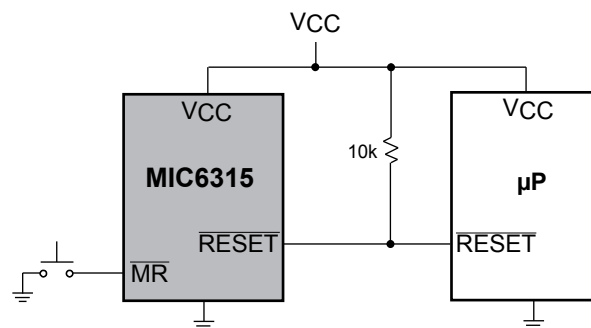 VCC
VCC
VCC
MIC6315
10k
µP
RESET
RESET
MR